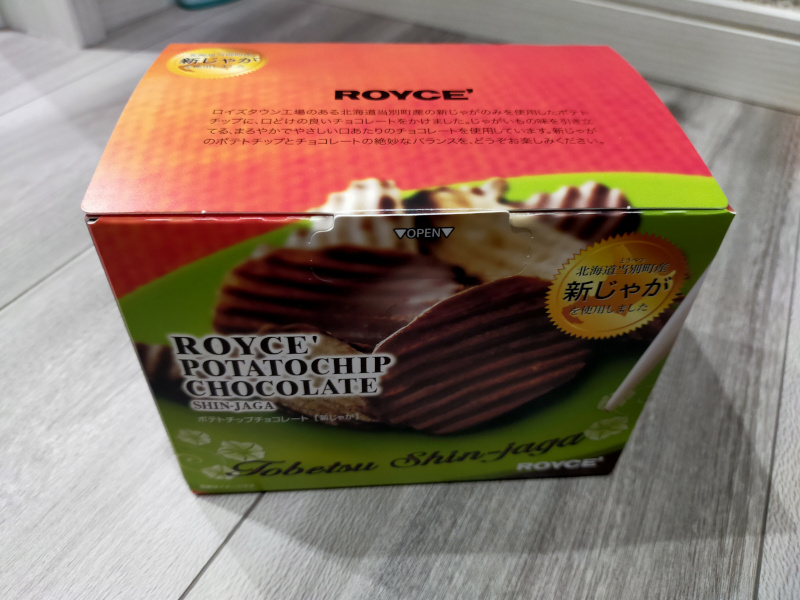 新じゃが
ROYCE'
ロイズタウン工場のある北海道当別町産の新じゃがのみを使用したポテト
チップに、口どけの良いチョコレートをかけました。じゃがいもの味を引き立
てる、まろやかでやさしい口あたりのチョコレートを使用しています。新じゃが
のポテトチップとチョコレートの絶妙なバランスを、どうぞお楽しみください。
▽OPEN▽
とうべつ
北海道当別町産
新じゃが
を使用しました
ROYCE'
POTATOCHIP
CHOCOLATE
SHIN-JAGA
ポテトチップチョコレート［新じゃが］
Tobetsu Shin-jaga
ROYCE'